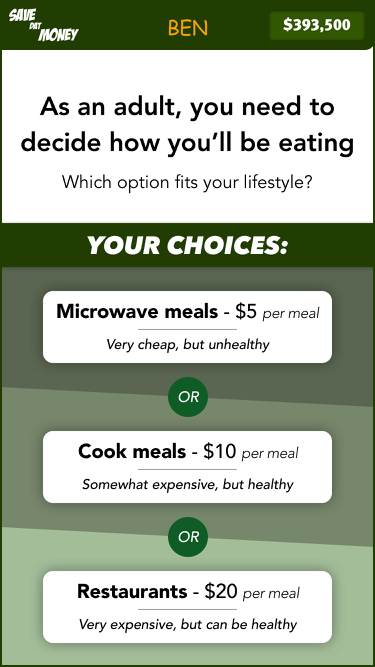 SAVE
DAT
MONEY
BEN
$393,500
As an adult, you need to
decide how you’ll be eating
Which option fits your lifestyle?
YOUR CHOICES:
Microwave meals - $5 per meal
Very cheap, but unhealthy
OR
Cook meals - $10 per meal
Somewhat expensive, but healthy
OR
Restaurants - $20 per meal
Very expensive, but can be healthy